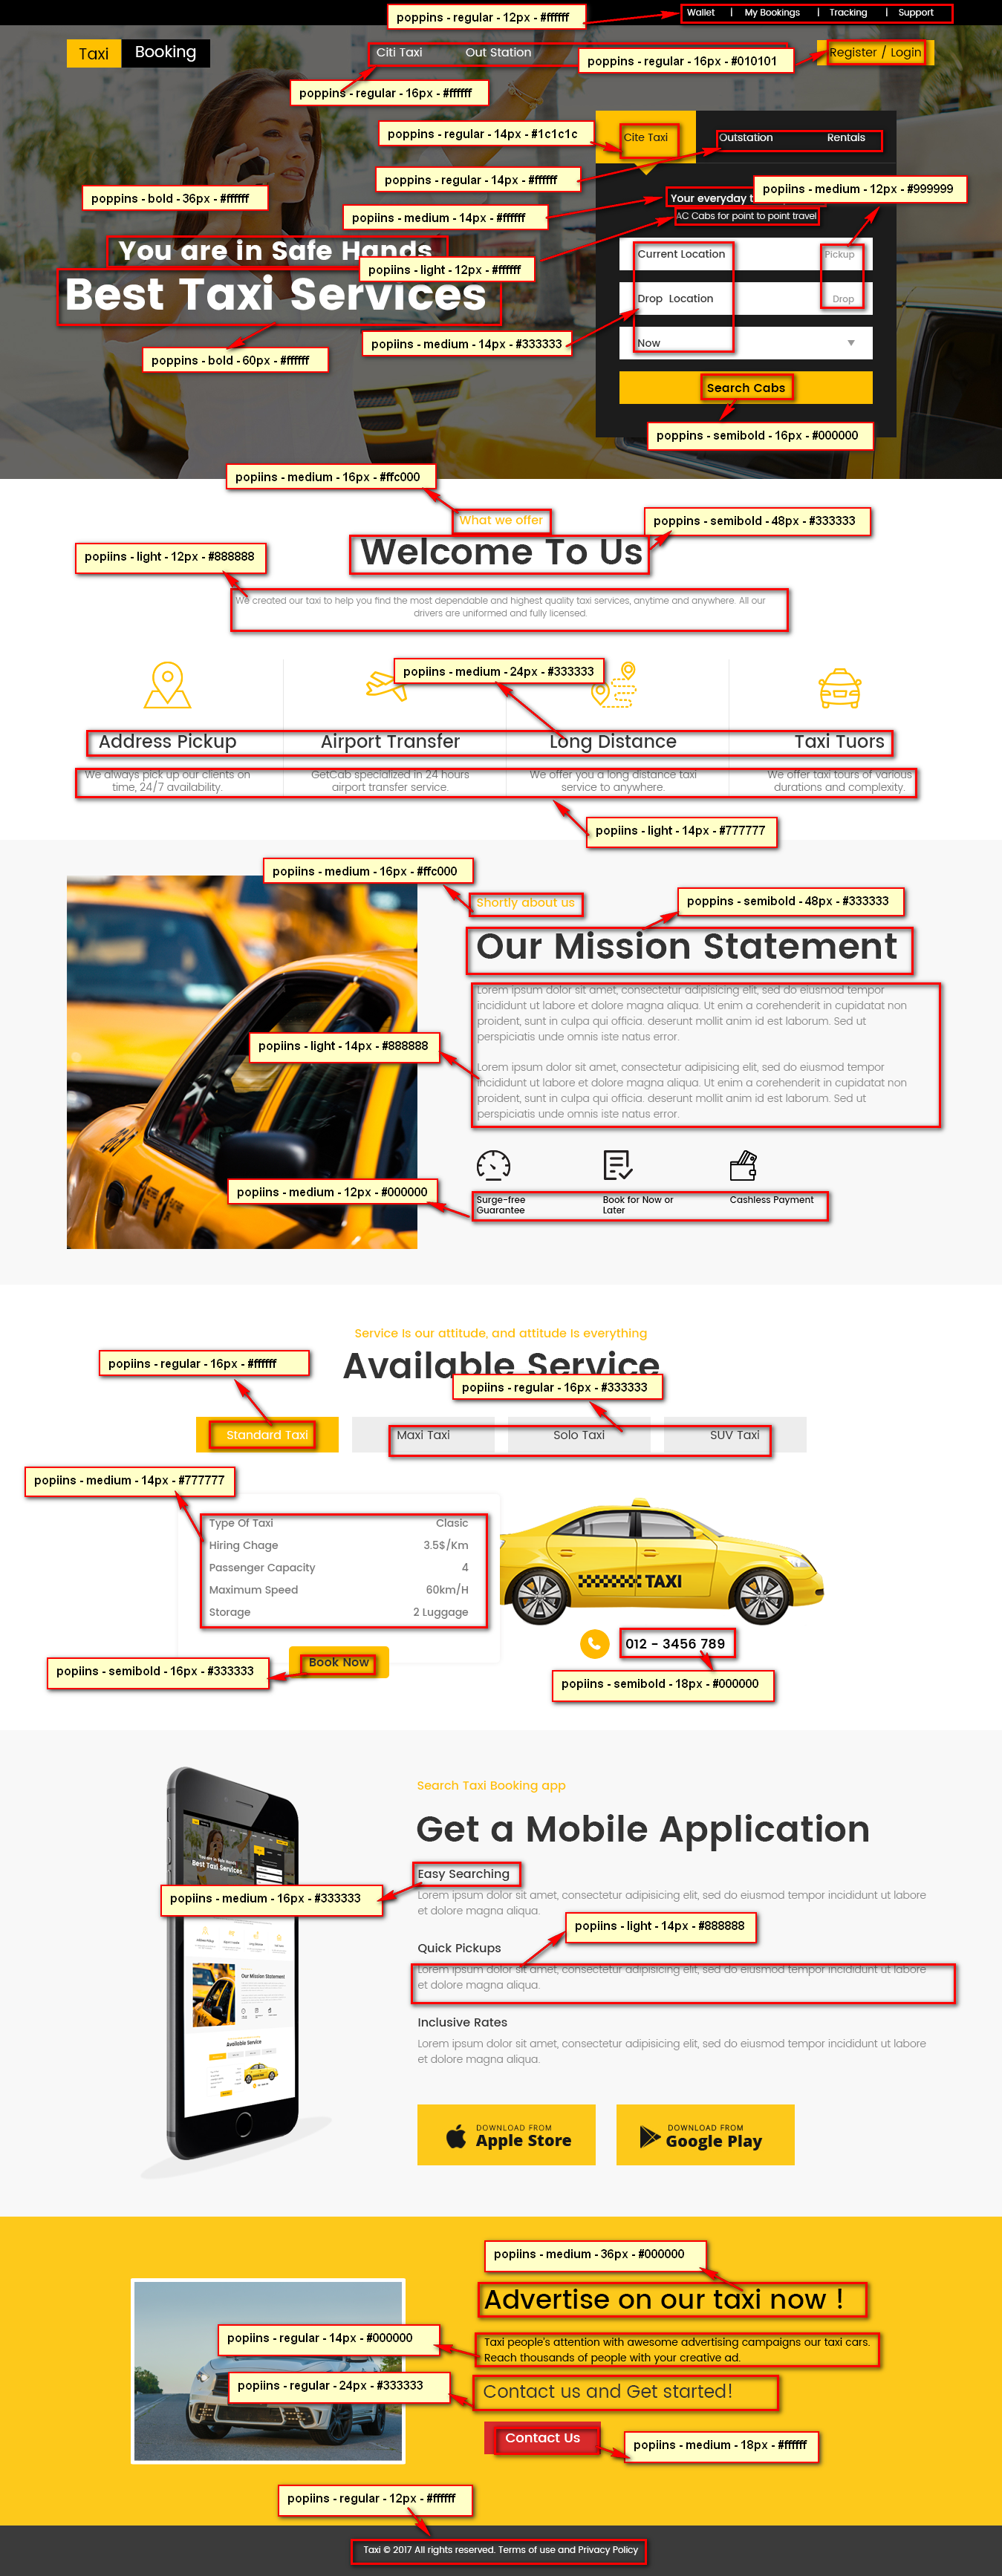 poppins - regular - 12px - #ffffff
Wallet | My Bookings | Tracking | Support
Taxi Booking
Citi Taxi Out Station
poppins - regular - 16px - #010101
Register / Login
poppins - regular - 16px - #ffffff
poppins - regular - 14px - #1c1c1c
Cite Taxi Outstation Rentals
poppins - regular - 14px - #ffffff
popiins - medium - 12px - #999999
poppins - bold - 36px - #ffffff
Your everyday t
popiins - medium - 14px - #ffffff
AC Cabs for point to point travel
You are in Safe Hands
Current Location Pickup
popiins - light - 12px - #ffffff
Best Taxi Services
Drop Location Drop
popiins - medium - 14px - #333333
Now
poppins - bold - 60px - #ffffff
Search Cabs
poppins - semibold - 16px - #000000
popiins - medium - 16px - #ffc000
What we offer
poppins - semibold - 48px - #333333
Welcome To Us
popiins - light - 12px - #888888
We created our taxi to help you find the most dependable and highest quality taxi services, anytime and anywhere. All our
drivers are uniformed and fully licensed.
popiins - medium - 24px - #333333
Address Pickup Airport Transfer Long Distance Taxi Tuors
We always pick up our clients on GetCab specialized in 24 hours We offer you a long distance taxi We offer taxi tours of various
time, 24/7 availability. airport transfer service. service to anywhere. durations and complexity.
popiins - light - 14px - #777777
popiins - medium - 16px - #ffc000
Shortly about us
poppins - semibold - 48px - #333333
Our Mission Statement
Lorem ipsum dolor sit amet, consectetur adipisicing elit, sed do eiusmod tempor
incididunt ut labore et dolore magna aliqua. Ut enim a corehenderit in cupidatat non
proident, sunt in culpa qui officia. deserunt mollit anim id est laborum. Sed ut
perspiciatis unde omnis iste natus error.
popiins - light - 14px - #888888
Lorem ipsum dolor sit amet, consectetur adipisicing elit, sed do eiusmod tempor
incididunt ut labore et dolore magna aliqua. Ut enim a corehenderit in cupidatat non
proident, sunt in culpa qui officia. deserunt mollit anim id est laborum. Sed ut
perspiciatis unde omnis iste natus error.
popiins - medium - 12px - #000000
Surge-free Book for Now or Cashless Payment
Guarantee Later
Service Is our attitude, and attitude Is everything
Available Service
popiins - regular - 16px - #ffffff
popiins - regular - 16px - #333333
Standard Taxi Maxi Taxi Solo Taxi SUV Taxi
popiins - medium - 14px - #777777
Type Of Taxi Clasic
Hiring Chage 3.5$/Km
Passenger Capacity 4
Maximum Speed 60km/H
Storage 2 Luggage
TAXI
012 - 3456 789
Book Now
popiins - semibold - 16px - #333333
popiins - semibold - 18px - #000000
Search Taxi Booking app
Get a Mobile Application
Easy Searching
popiins - medium - 16px - #333333
Lorem ipsum dolor sit amet, consectetur adipisicing elit, sed do eiusmod tempor incididunt ut labore
et dolore magna aliqua.
popiins - light - 14px - #888888
Quick Pickups
Lorem ipsum dolor sit amet, consectetur adipisicing elit, sed do eiusmod tempor incididunt ut labore
et dolore magna aliqua.
Inclusive Rates
Lorem ipsum dolor sit amet, consectetur adipisicing elit, sed do eiusmod tempor incididunt ut labore
et dolore magna aliqua.
Best Taxi Services
Our Mission Statement
Available Service
DOWNLOAD FROM DOWNLOAD FROM
Apple Store Google Play
popiins - medium - 36px - #000000
Advertise on our taxi now !
popiins - regular - 14px - #000000
Taxi people's attention with awesome advertising campaigns our taxi cars.
Reach thousands of people with your creative ad.
popiins - regular - 24px - #333333
Contact us and Get started!
Contact Us
popiins - medium - 18px - #ffffff
popiins - regular - 12px - #ffffff
Taxi © 2017 All rights reserved. Terms of use and Privacy Policy